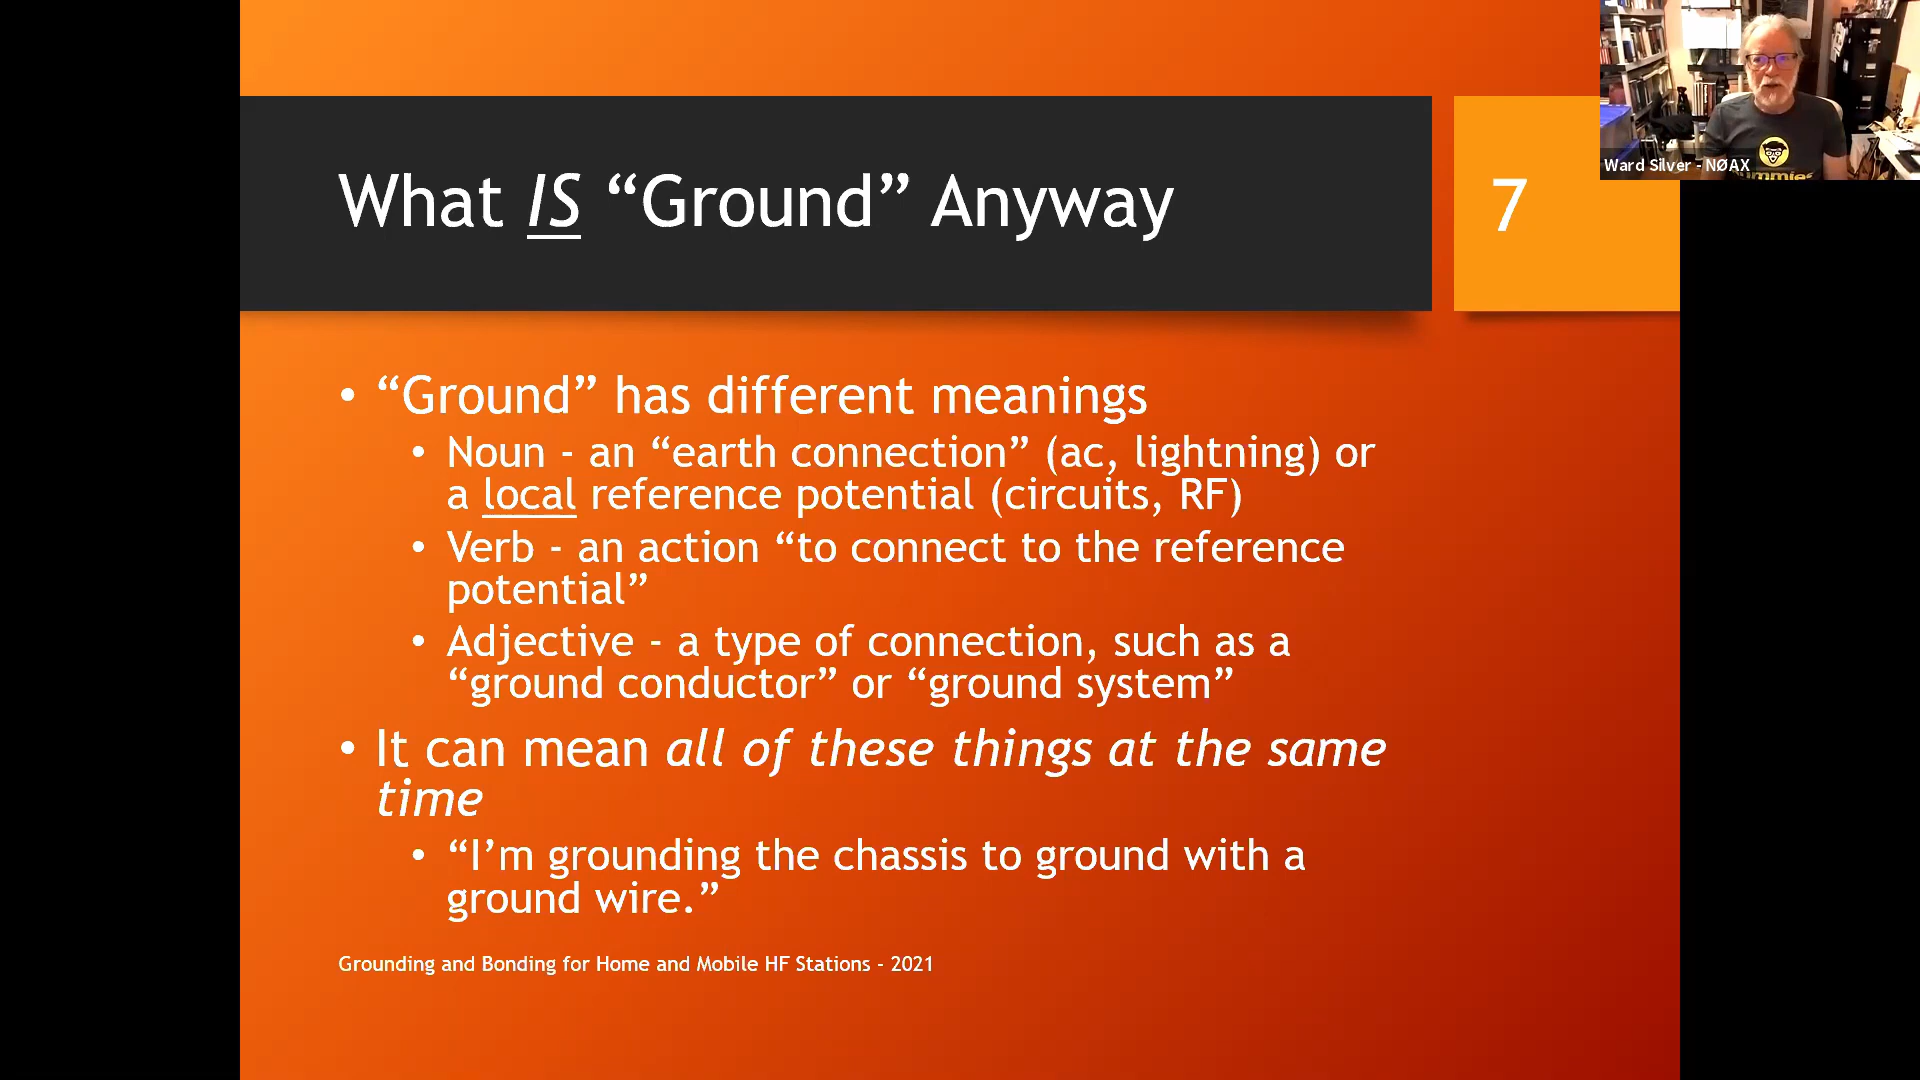 What IS “Ground” Anyway
7
Ward Silver - NØAX
• “Ground” has different meanings
• Noun - an “earth connection” (ac, lightning) or
a local reference potential (circuits, RF)
• Verb - an action “to connect to the reference
potential”
• Adjective - a type of connection, such as a
“ground conductor” or “ground system”
• It can mean all of these things at the same
time
• “I’m grounding the chassis to ground with a
ground wire.”
Grounding and Bonding for Home and Mobile HF Stations - 2021